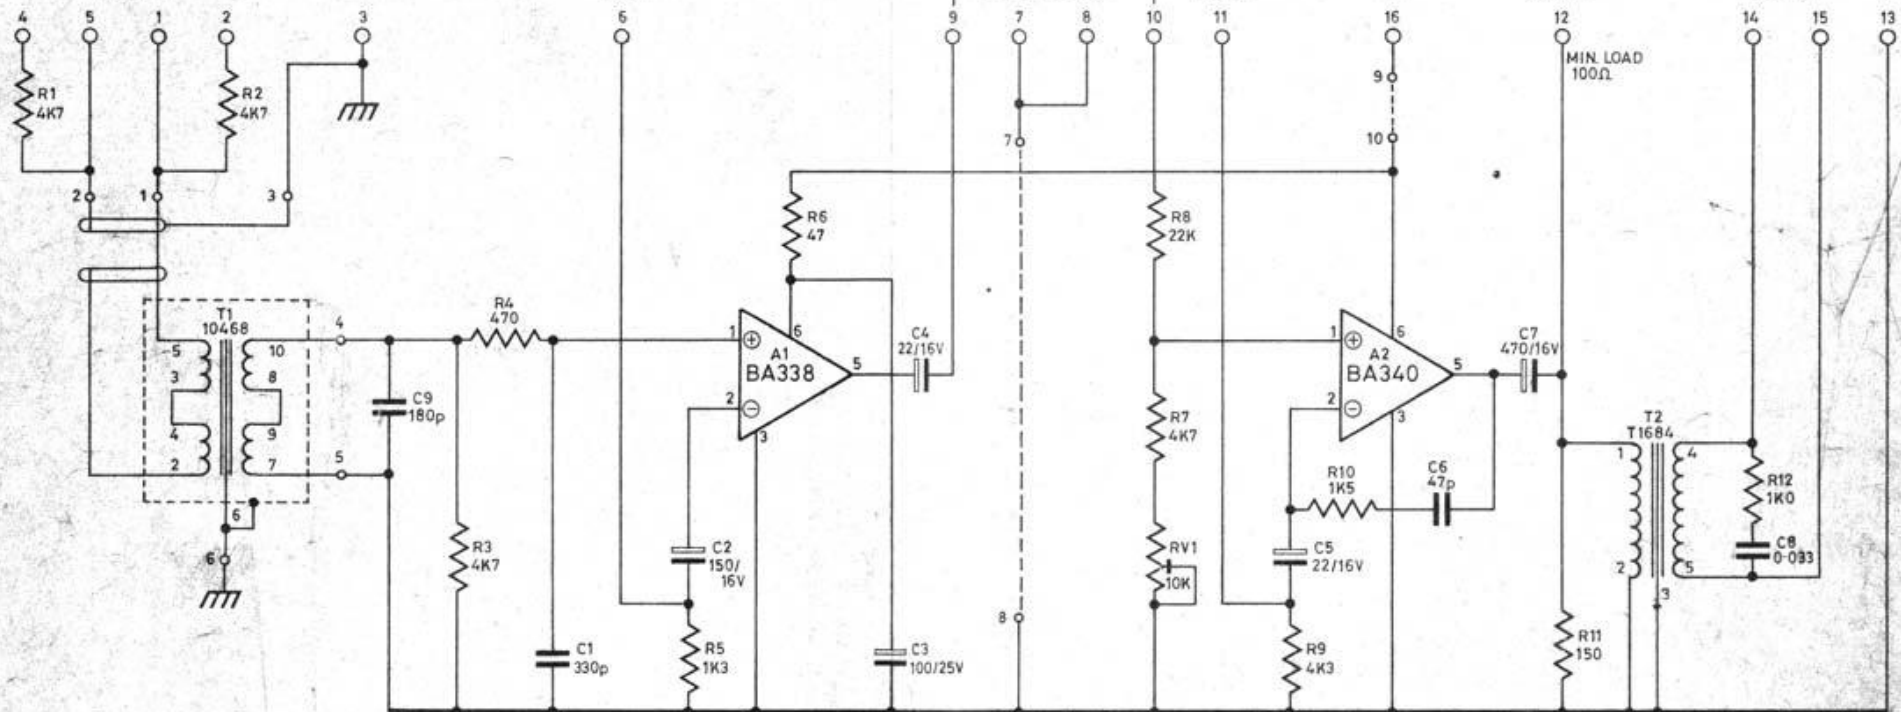 4 5 1 2 3 6 9 7 8 10 11 16 12 14 15 13
MIN. LOAD
100Ω
9
R1
4K7
R2
4K7
10
7
2 1 3
R6
47
R8
22K
T1
10468
R4
470
4
5 10
1 6
A1
BA338
5
C4
22/16V
1 6
A2
BA340
5
C7
470/16V
3 8
C9
180p
2
3
2
3
R7
4K7
4 9
2 7
5
T2
T1684
1 4
R10
1K5
C6
47p
R12
1K0
6
6
R3
4K7
C2
150/
16V
RV1
10K
C5
22/16V
C8
0·033
2 5
3
8
C1
330p
R5
1K3
C3
100/25V
R9
4K3
R11
150